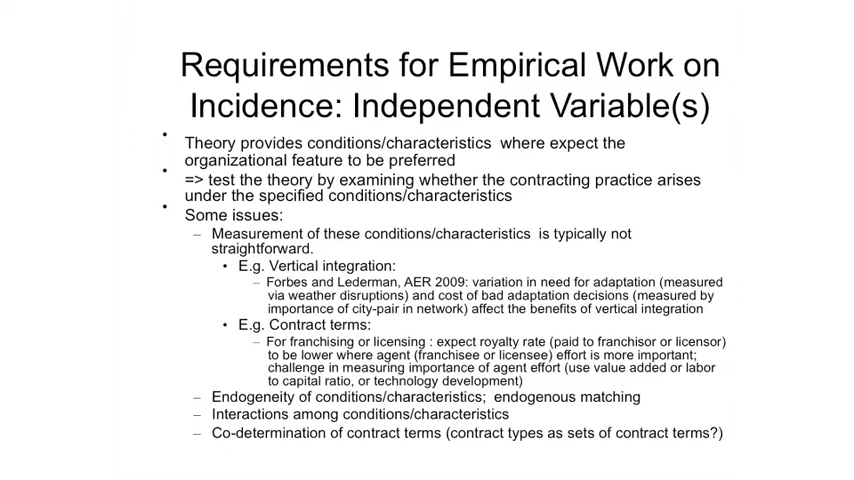 Requirements for Empirical Work on
Incidence: Independent Variable(s)
• Theory provides conditions/characteristics where expect the
organizational feature to be preferred
• => test the theory by examining whether the contracting practice arises
under the specified conditions/characteristics
• Some issues:
– Measurement of these conditions/characteristics is typically not
straightforward.
• E.g. Vertical integration:
– Forbes and Lederman, AER 2009: variation in need for adaptation (measured
via weather disruptions) and cost of bad adaptation decisions (measured by
importance of city-pair in network) affect the benefits of vertical integration
• E.g. Contract terms:
– For franchising or licensing : expect royalty rate (paid to franchisor or licensor)
to be lower where agent (franchisee or licensee) effort is more important;
challenge in measuring importance of agent effort (use value added or labor
to capital ratio, or technology development)
– Endogeneity of conditions/characteristics; endogenous matching
– Interactions among conditions/characteristics
– Co-determination of contract terms (contract types as sets of contract terms?)